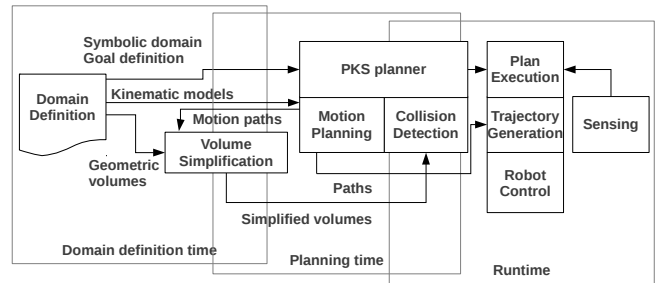 Symbolic domain
Goal definition
PKS planner
Plan
Execution
Domain
Definition
Kinematic models
Motion paths
Motion
Planning
Collision
Detection
Trajectory
Generation
Sensing
Volume
Simplification
Geometric
volumes
Paths
Robot
Control
Simplified volumes
Domain definition time
Planning time
Runtime